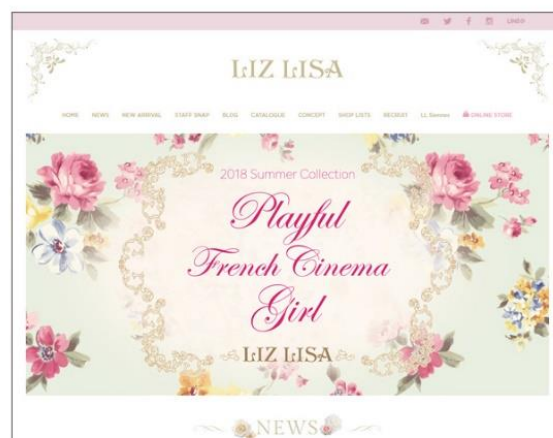 LIZ LISA
HOME NEWS NEW ARRIVAL STAFF SNAP BLOG CATALOGUE CONCEPT SHOP LISTS RECRUIT LL Sisters ONLINE STORE
2018 Summer Collection
Playful
French Cinema
Girl
LIZ LISA
NEWS